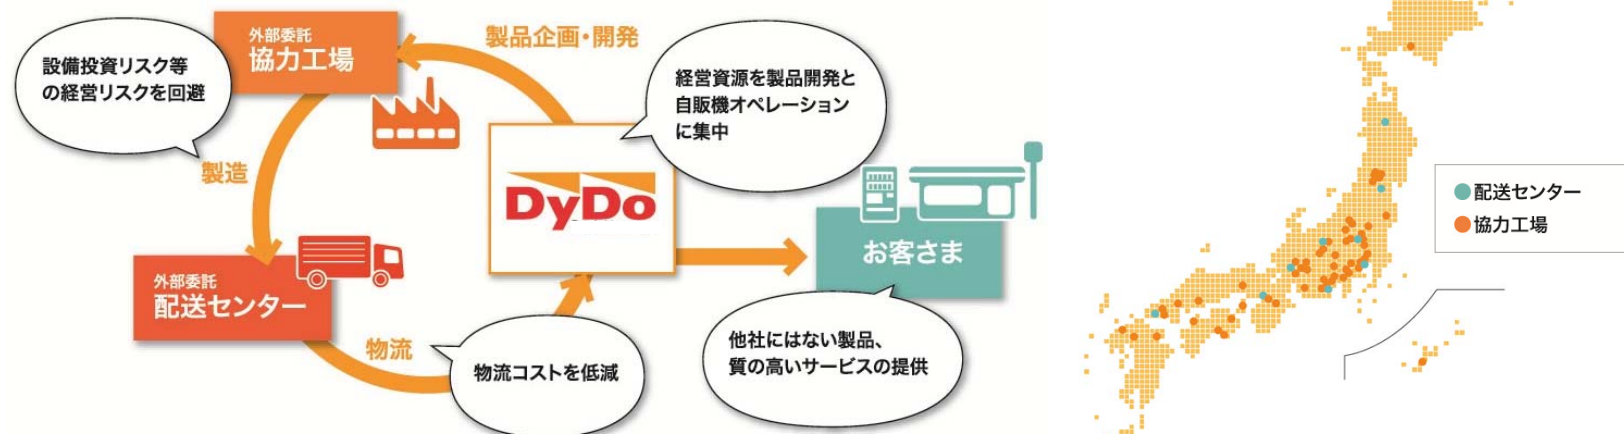 外部委託
協力工場
製品企画・開発
設備投資リスク等
の経営リスクを回避
経営資源を製品開発と
自販機オペレーション
に集中
製造
DyDo
お客さま
外部委託
配送センター
物流
物流コストを低減
他社にはない製品、
質の高いサービスの提供
配送センター
協力工場